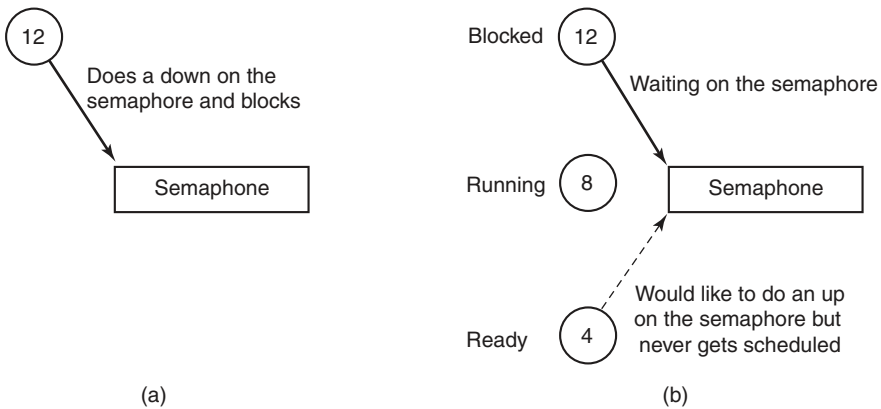 12
Does a down on the
semaphore and blocks
Semaphone
(a)
Blocked
12
Waiting on the semaphore
Running
8
Semaphone
Would like to do an up
on the semaphore but
never gets scheduled
Ready
4
(b)